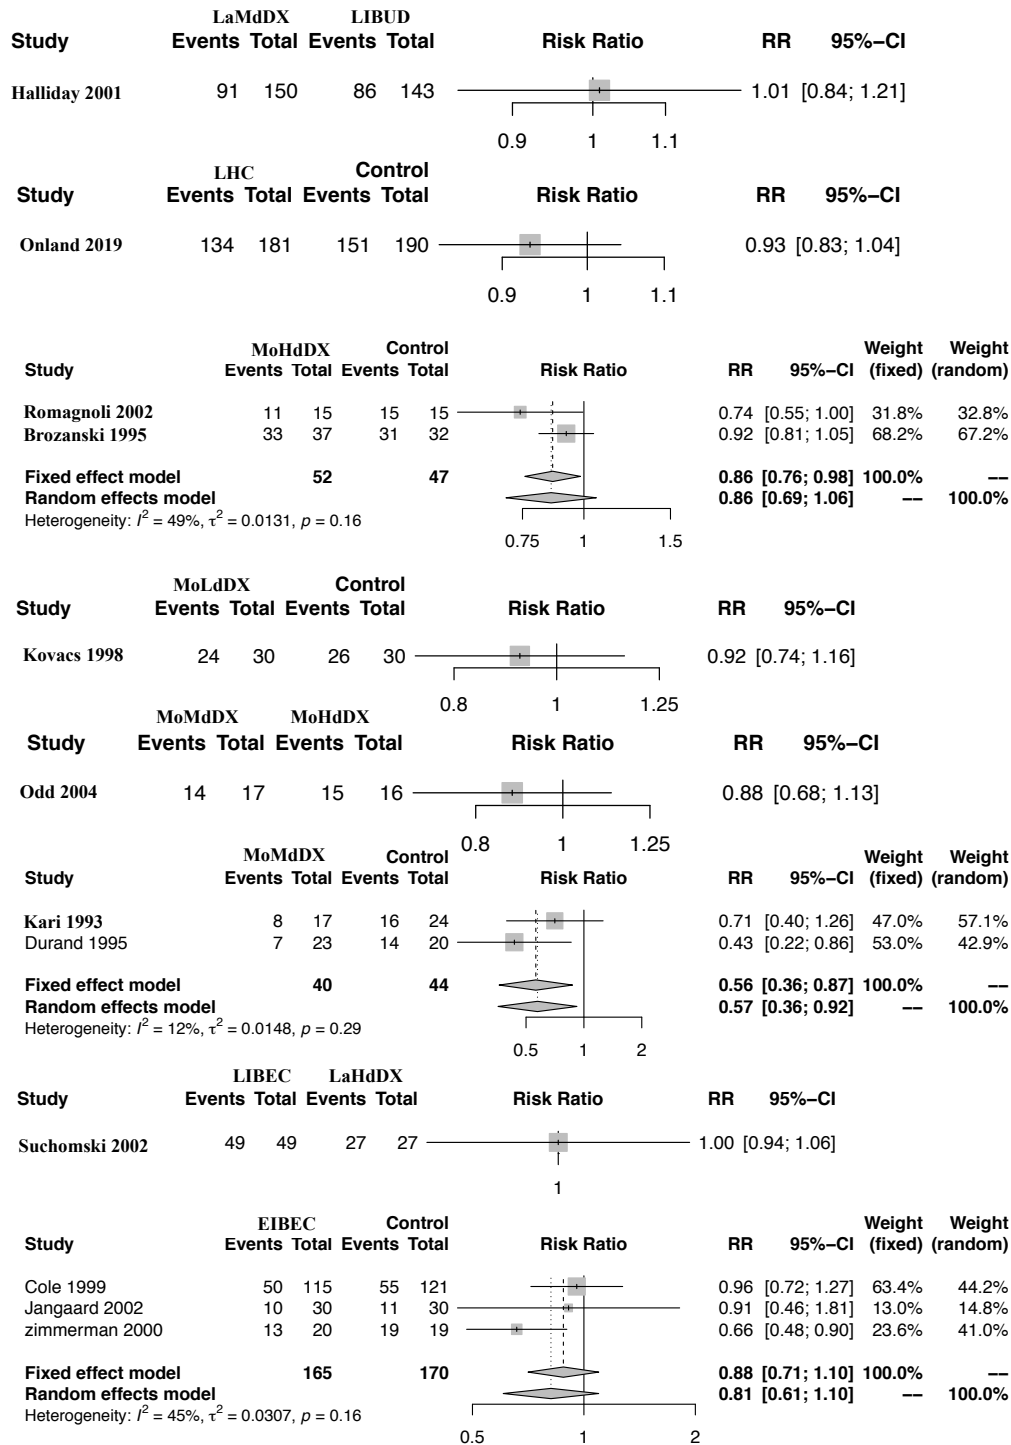 LaMdDX LIBUD
Study Events Total Events Total Risk Ratio RR 95%−CI
Halliday 2001 91 150 86 143 1.01 [0.84; 1.21]
0.9 1 1.1
LHC Control
Study Events Total Events Total Risk Ratio RR 95%−CI
Onland 2019 134 181 151 190 0.93 [0.83; 1.04]
0.9 1 1.1
MoHdDX Control Weight Weight
Study Events Total Events Total Risk Ratio RR 95%−CI (fixed) (random)
Romagnoli 2002 11 15 15 15 0.74 [0.55; 1.00] 31.8% 32.8%
Brozanski 1995 33 37 31 32 0.92 [0.81; 1.05] 68.2% 67.2%
Fixed effect model 52 47 0.86 [0.76; 0.98] 100.0% −−
Random effects model 0.86 [0.69; 1.06] −− 100.0%
Heterogeneity: I² = 49%, τ² = 0.0131, p = 0.16
0.75 1 1.5
MoLdDX Control
Study Events Total Events Total Risk Ratio RR 95%−CI
Kovacs 1998 24 30 26 30 0.92 [0.74; 1.16]
0.8 1 1.25
MoMdDX MoHdDX
Study Events Total Events Total Risk Ratio RR 95%−CI
Odd 2004 14 17 15 16 0.88 [0.68; 1.13]
0.8 1 1.25
MoMdDX Control Weight Weight
Study Events Total Events Total Risk Ratio RR 95%−CI (fixed) (random)
Kari 1993 8 17 16 24 0.71 [0.40; 1.26] 47.0% 57.1%
Durand 1995 7 23 14 20 0.43 [0.22; 0.86] 53.0% 42.9%
Fixed effect model 40 44 0.56 [0.36; 0.87] 100.0% −−
Random effects model 0.57 [0.36; 0.92] −− 100.0%
Heterogeneity: I² = 12%, τ² = 0.0148, p = 0.29
0.5 1 2
LIBEC LaHdDX
Study Events Total Events Total Risk Ratio RR 95%−CI
Suchomski 2002 49 49 27 27 1.00 [0.94; 1.06]
1
EIBEC Control Weight Weight
Study Events Total Events Total Risk Ratio RR 95%−CI (fixed) (random)
Cole 1999 50 115 55 121 0.96 [0.72; 1.27] 63.4% 44.2%
Jangaard 2002 10 30 11 30 0.91 [0.46; 1.81] 13.0% 14.8%
zimmerman 2000 13 20 19 19 0.66 [0.48; 0.90] 23.6% 41.0%
Fixed effect model 165 170 0.88 [0.71; 1.10] 100.0% −−
Random effects model 0.81 [0.61; 1.10] −− 100.0%
Heterogeneity: I² = 45%, τ² = 0.0307, p = 0.16
0.5 1 2